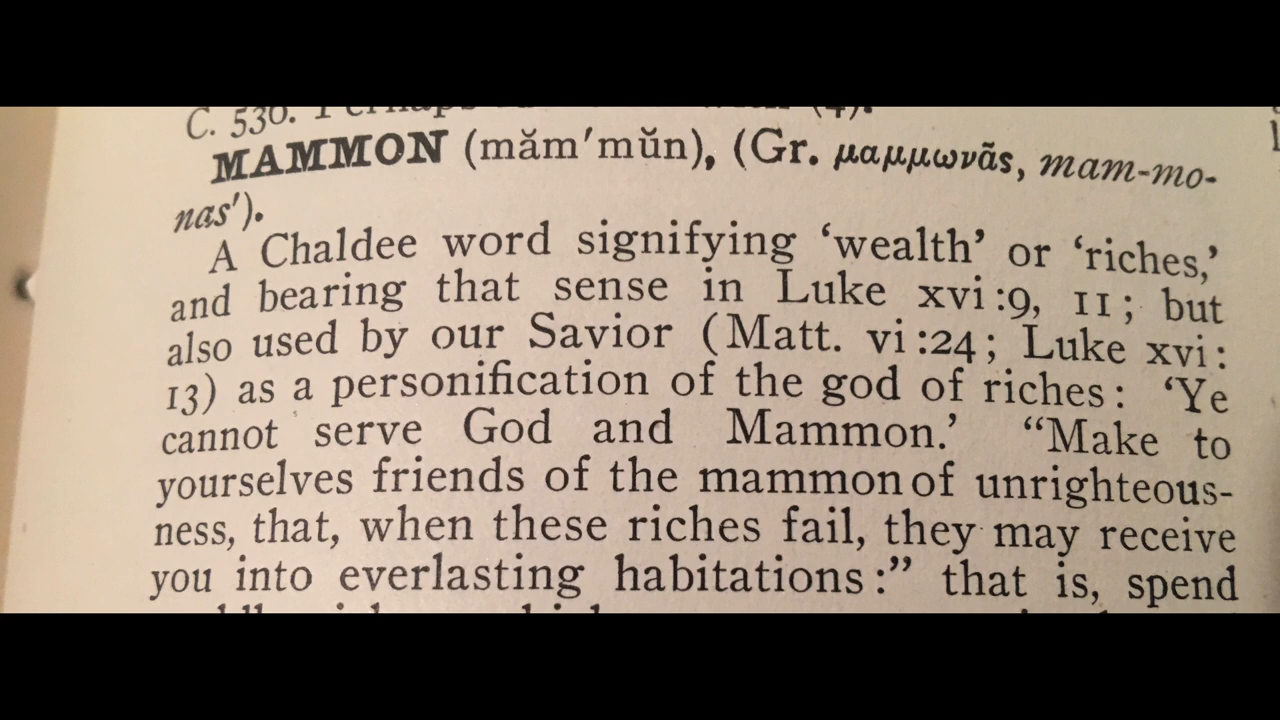 C. 530. Perhaps (4).
MAMMON (măm′mŭn), (Gr. μαμμωνᾶς, mam-mo-
nas′).
A Chaldee word signifying ‘wealth’ or ‘riches,’
and bearing that sense in Luke xvi:9, 11; but
also used by our Savior (Matt. vi:24; Luke xvi:
13) as a personification of the god of riches: ‘Ye
cannot serve God and Mammon.’ “Make to
yourselves friends of the mammon of unrighteous-
ness, that, when these riches fail, they may receive
you into everlasting habitations:” that is, spend